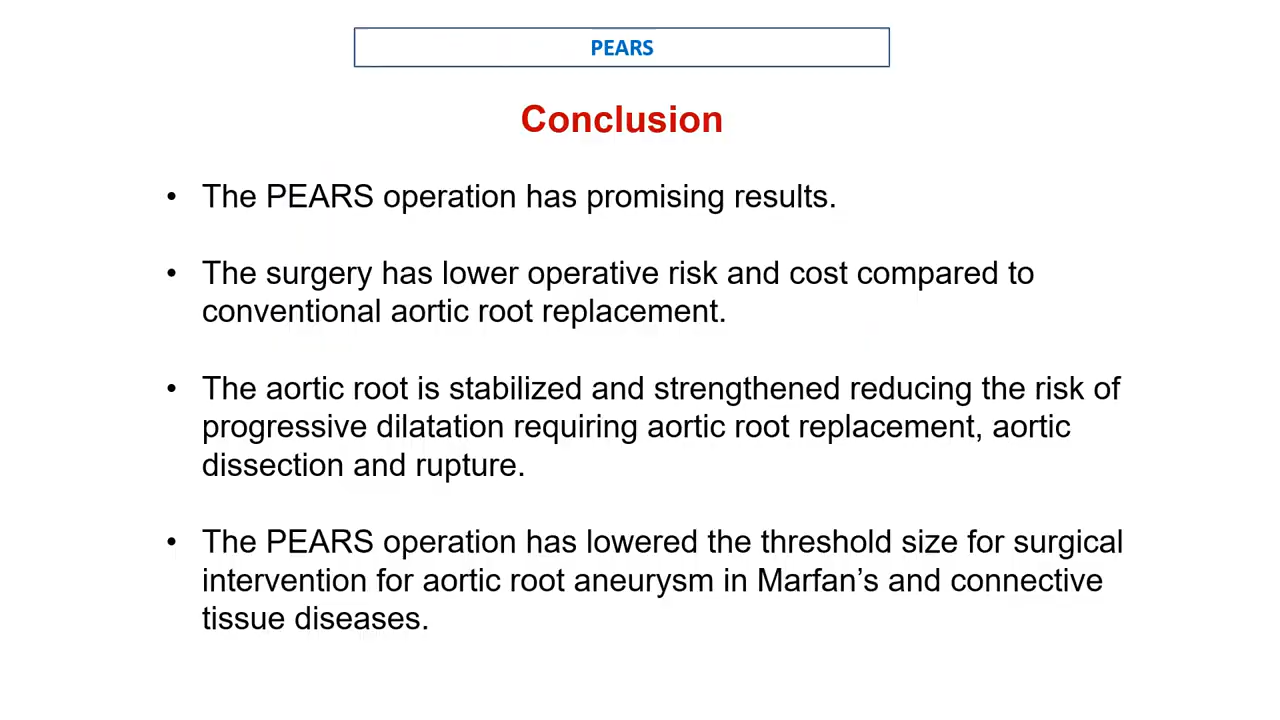 PEARS
Conclusion
• The PEARS operation has promising results.
• The surgery has lower operative risk and cost compared to
conventional aortic root replacement.
• The aortic root is stabilized and strengthened reducing the risk of
progressive dilatation requiring aortic root replacement, aortic
dissection and rupture.
• The PEARS operation has lowered the threshold size for surgical
intervention for aortic root aneurysm in Marfan’s and connective
tissue diseases.